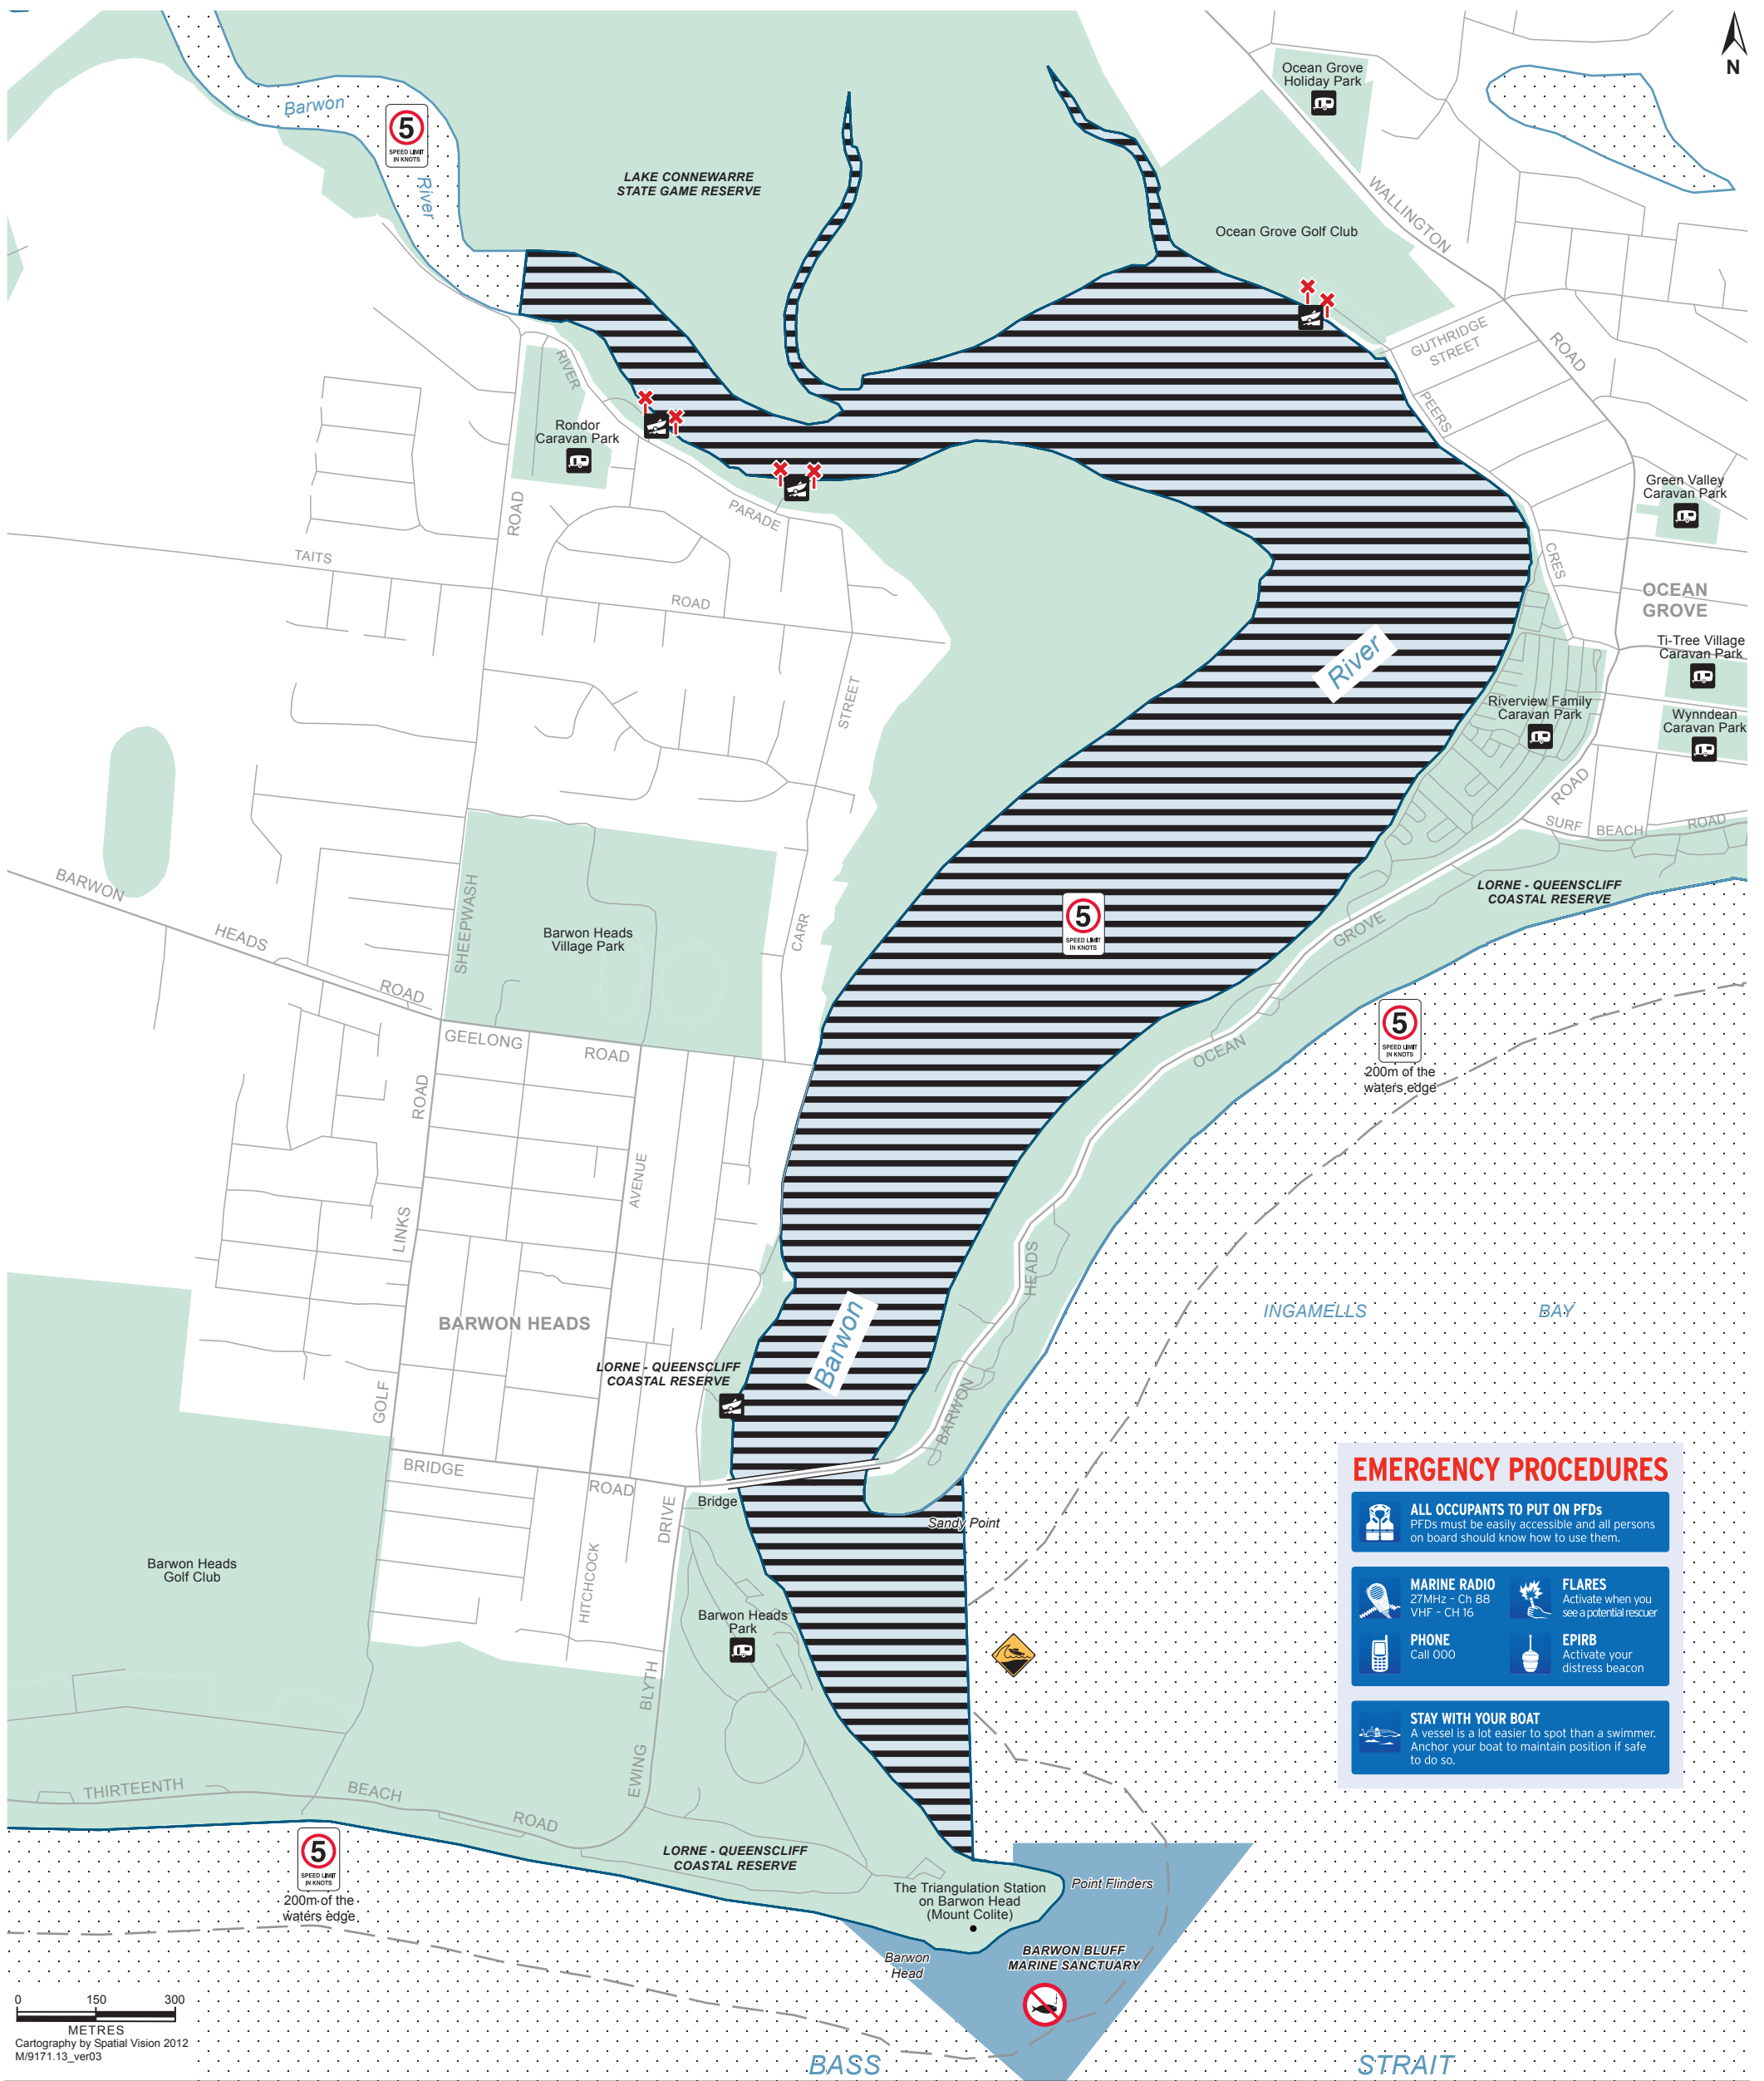 N
Ocean Grove
Holiday Park
Barwon
5
SPEED LIMIT
IN KNOTS
River
LAKE CONNEWARRE
STATE GAME RESERVE
WALLINGTON
ROAD
Ocean Grove Golf Club
GUTHRIDGE
STREET
PEERS
CRES
RIVER
PARADE
Rondor
Caravan Park
Green Valley
Caravan Park
ROAD
TAITS
ROAD
OCEAN
GROVE
Ti-Tree Village
Caravan Park
River
Riverview Family
Caravan Park
Wynndean
Caravan Park
STREET
ROAD
SURF BEACH ROAD
BARWON
HEADS
ROAD
SHEEPWASH
Barwon Heads
Village Park
CARR
5
SPEED LIMIT
IN KNOTS
LORNE - QUEENSCLIFF
COASTAL RESERVE
GROVE
OCEAN
5
SPEED LIMIT
IN KNOTS
200m of the
waters edge
GEELONG ROAD
ROAD
AVENUE
LINKS
HEADS
INGAMELLS BAY
BARWON HEADS
Barwon
LORNE - QUEENSCLIFF
COASTAL RESERVE
GOLF
BARWON
BRIDGE
ROAD
Bridge
DRIVE
Sandy Point
HITCHCOCK
Barwon Heads
Golf Club
Barwon Heads
Park
BLYTH
EWING
EMERGENCY PROCEDURES
ALL OCCUPANTS TO PUT ON PFDs
PFDs must be easily accessible and all persons
on board should know how to use them.
MARINE RADIO
27MHz – Ch 88
VHF – CH 16
FLARES
Activate when you
see a potential rescuer
PHONE
Call 000
EPIRB
Activate your
distress beacon
STAY WITH YOUR BOAT
A vessel is a lot easier to spot than a swimmer.
Anchor your boat to maintain position if safe
to do so.
THIRTEENTH BEACH ROAD
5
SPEED LIMIT
IN KNOTS
200m of the
waters edge
LORNE - QUEENSCLIFF
COASTAL RESERVE
The Triangulation Station
on Barwon Head
(Mount Colite)
Point Flinders
Barwon
Head
BARWON BLUFF
MARINE SANCTUARY
0 150 300
METRES
Cartography by Spatial Vision 2012
M/9171.13_ver03
BASS STRAIT